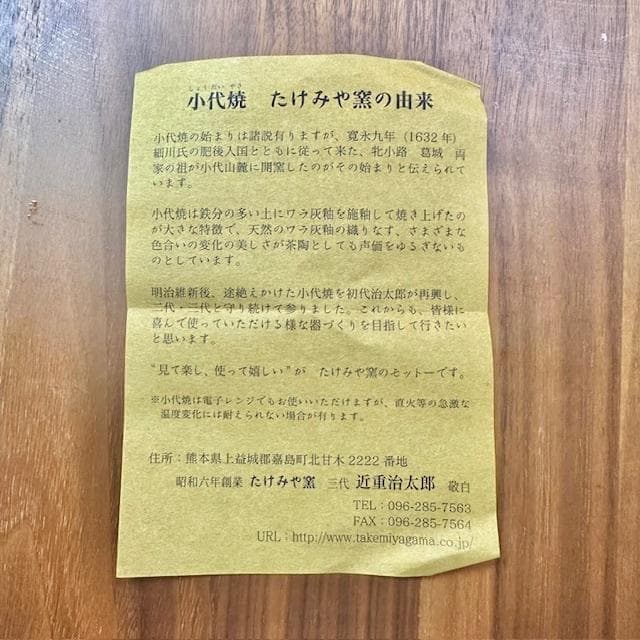 しょうだいやき
小代焼　たけみや窯の由来
小代焼の始まりは諸説有りますが、寛永九年（1632年）
細川氏の肥後入国とともに従って来た、牝小路　葛城　両
家の祖が小代山麓に開窯したのがその始まりと伝えられて
います。
小代焼は鉄分の多い土にワラ灰釉を施釉して焼き上げたの
が大きな特徴で、天然のワラ灰釉の織りなす、さまざまな
色合いの変化の美しさが茶陶としても声価をゆるぎないも
のとしています。
明治維新後、途絶えかけた小代焼を初代治太郎が再興し、
二代・三代と守り続けて参りました。これからも、皆様に
喜んで使っていただける様な器づくりを目指して行きたい
と思います。
“見て楽し、使って嬉しい”が　たけみや窯のモットーです。
※小代焼は電子レンジでもお使いいただけますが、直火等の急激な
温度変化には耐えられない場合が有ります。
住所：熊本県上益城郡嘉島町北甘木2222番地
昭和六年創業 たけみや窯　三代 近重治太郎　敬白
TEL：096-285-7563
FAX：096-285-7564
URL：http://www.takemiyagama.co.jp/